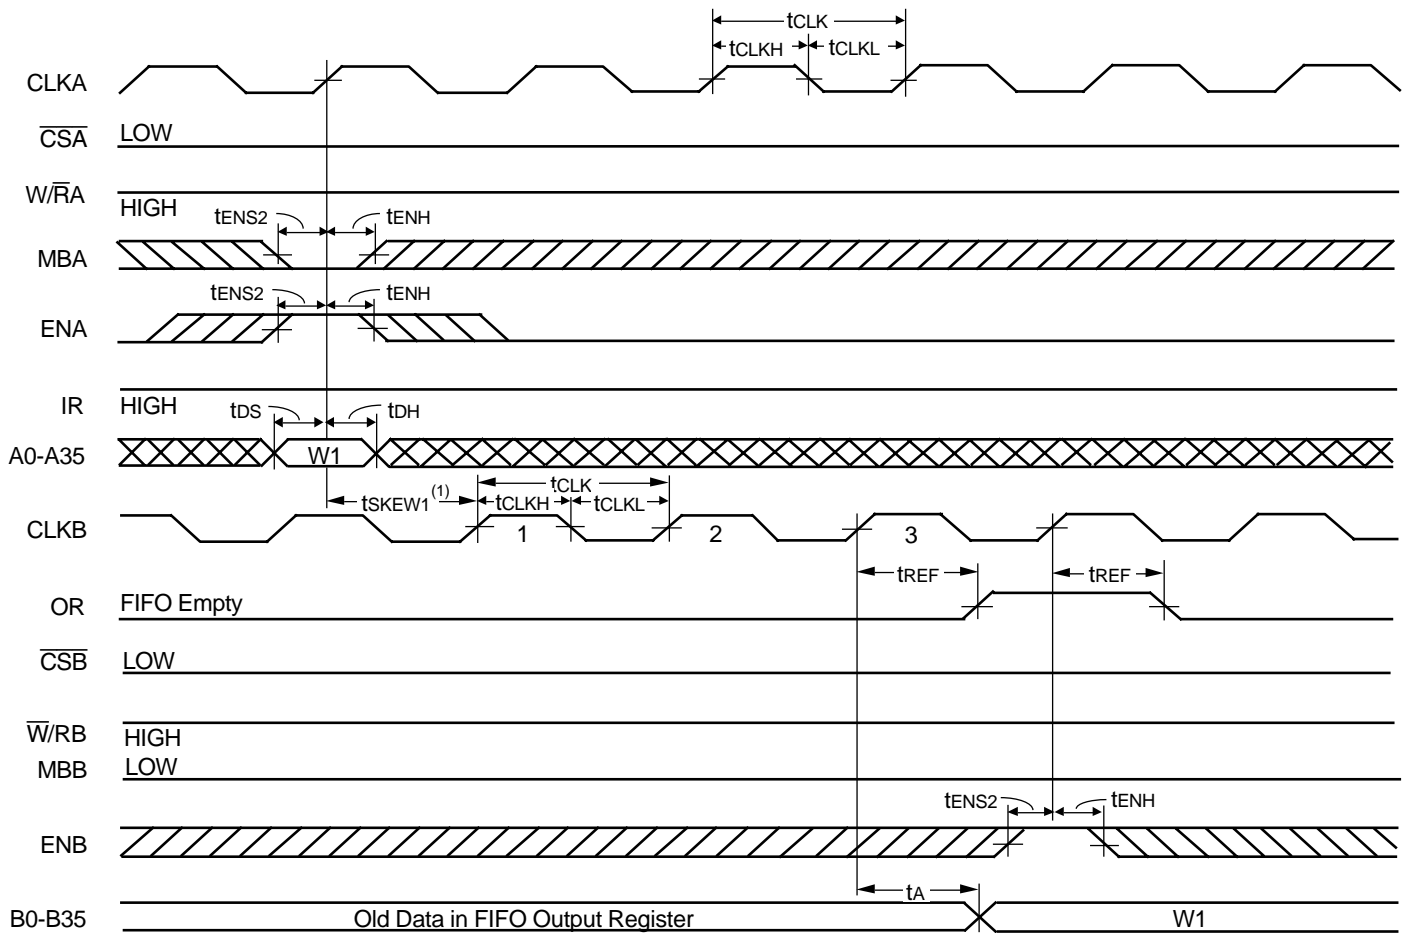 tCLK
tCLKH tCLKL
CLKA
CSA LOW
W/RA
HIGH
tENS2 tENH
MBA
tENS2 tENH
ENA
IR HIGH
tDS tDH
A0-A35 W1
tSKEW1(1) tCLK
tCLKH tCLKL
CLKB 1 2 3
tREF tREF
OR FIFO Empty
CSB LOW
W/RB HIGH
MBB LOW
tENS2 tENH
ENB
tA
B0-B35 Old Data in FIFO Output Register W1